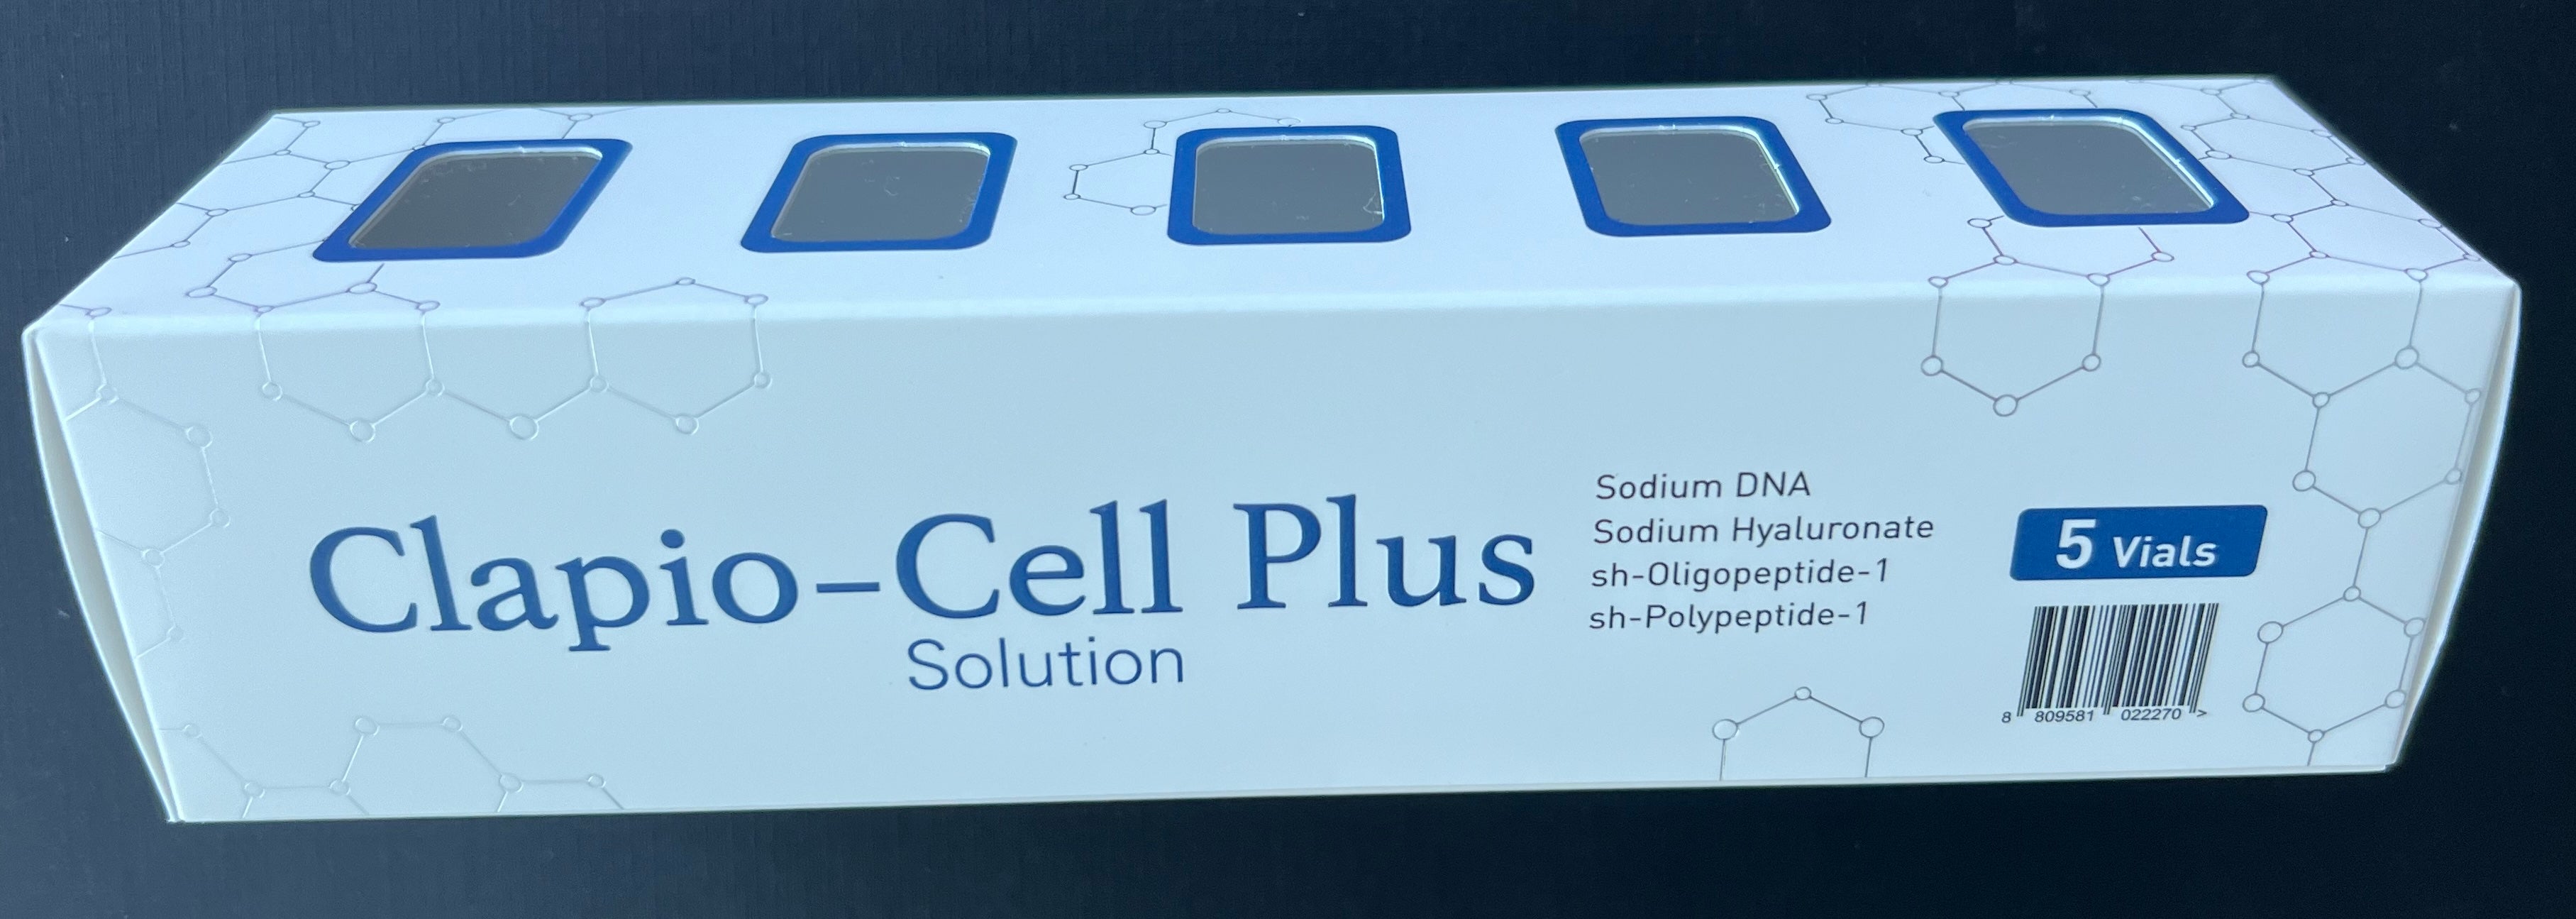 Clapio-Cell Plus
Solution
Sodium DNA
Sodium Hyaluronate
sh-Oligopeptide-1
sh-Polypeptide-1
5 Vials
8 809581 022270 >